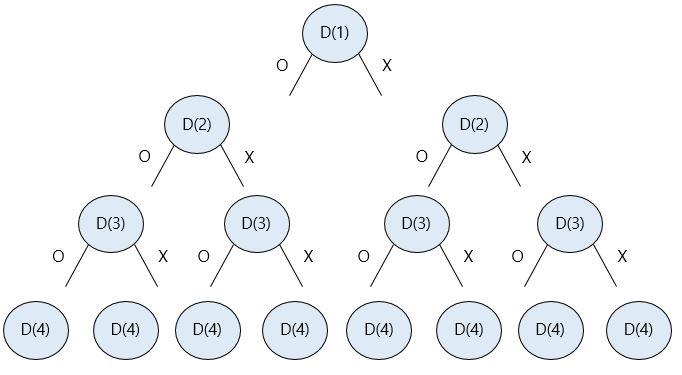 D(1)
O X
D(2) D(2)
O X O X
D(3) D(3) D(3) D(3)
O X O X O X O X
D(4) D(4) D(4) D(4) D(4) D(4) D(4) D(4)